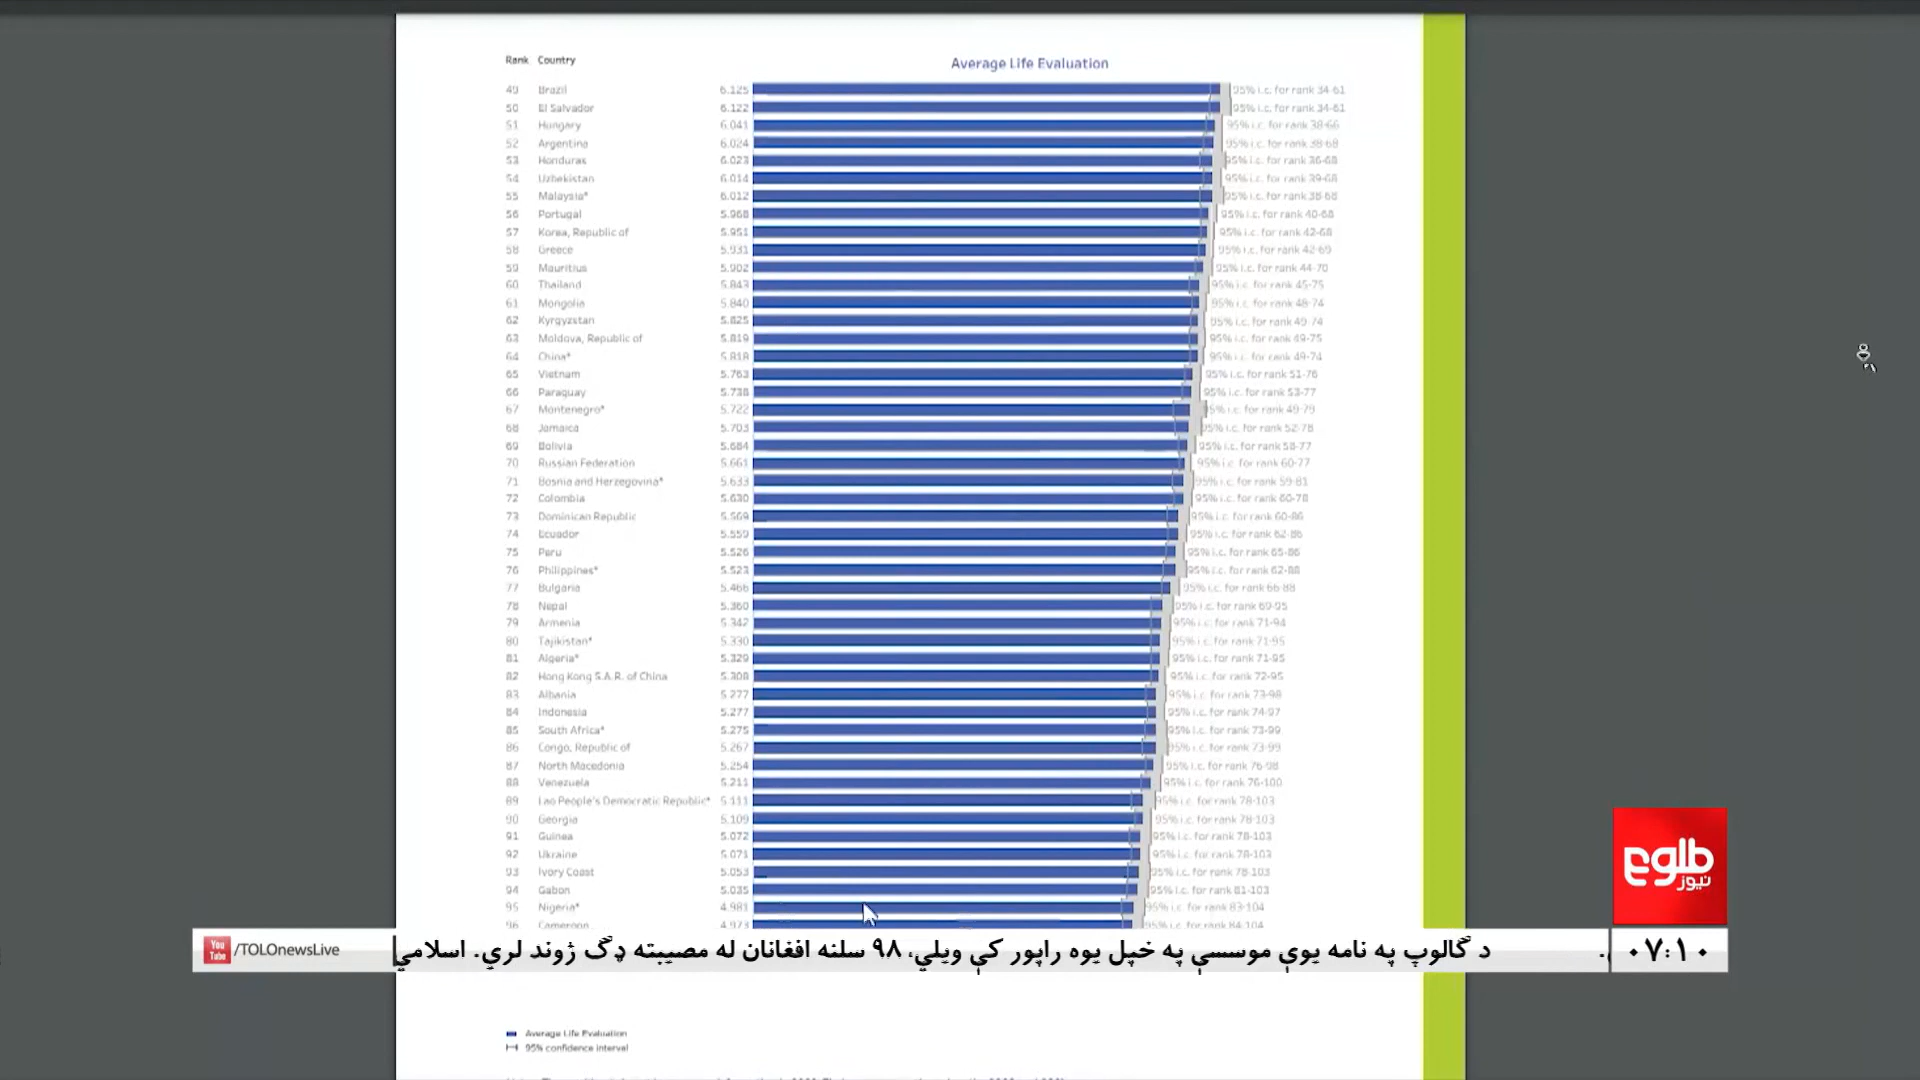 Rank Country Average Life Evaluation
49 Brazil 6.125 95% i.c. for rank 34-61
50 El Salvador 6.122 95% i.c. for rank 34-61
51 Hungary 6.041 95% i.c. for rank 38-66
52 Argentina 6.024 95% i.c. for rank 38-68
53 Honduras 6.023 95% i.c. for rank 36-68
54 Uzbekistan 6.014 95% i.c. for rank 39-68
55 Malaysia* 6.012 95% i.c. for rank 38-68
56 Portugal 5.968 95% i.c. for rank 40-68
57 Korea, Republic of 5.951 95% i.c. for rank 42-68
58 Greece 5.931 95% i.c. for rank 42-69
59 Mauritius 5.902 95% i.c. for rank 44-70
60 Thailand 5.843 95% i.c. for rank 45-75
61 Mongolia 5.840 95% i.c. for rank 48-74
62 Kyrgyzstan 5.825 95% i.c. for rank 49-74
63 Moldova, Republic of 5.819 95% i.c. for rank 49-75
64 China* 5.818 95% i.c. for rank 49-74
65 Vietnam 5.763 95% i.c. for rank 51-76
66 Paraguay 5.738 95% i.c. for rank 53-77
67 Montenegro* 5.722 95% i.c. for rank 49-79
68 Jamaica 5.703 95% i.c. for rank 52-78
69 Bolivia 5.684 95% i.c. for rank 58-77
70 Russian Federation 5.661 95% i.c. for rank 60-77
71 Bosnia and Herzegovina* 5.633 95% i.c. for rank 59-81
72 Colombia 5.630 95% i.c. for rank 60-78
73 Dominican Republic 5.569 95% i.c. for rank 60-86
74 Ecuador 5.559 95% i.c. for rank 62-86
75 Peru 5.526 95% i.c. for rank 65-86
76 Philippines* 5.523 95% i.c. for rank 62-88
77 Bulgaria 5.466 95% i.c. for rank 66-88
78 Nepal 5.360 95% i.c. for rank 69-95
79 Armenia 5.342 95% i.c. for rank 71-94
80 Tajikistan* 5.330 95% i.c. for rank 71-95
81 Algeria* 5.329 95% i.c. for rank 71-95
82 Hong Kong S.A.R. of China 5.308 95% i.c. for rank 72-95
83 Albania 5.277 95% i.c. for rank 73-98
84 Indonesia 5.277 95% i.c. for rank 74-97
85 South Africa* 5.275 95% i.c. for rank 73-99
86 Congo, Republic of 5.267 95% i.c. for rank 73-99
87 North Macedonia 5.254 95% i.c. for rank 76-98
88 Venezuela 5.211 95% i.c. for rank 76-100
89 Lao People's Democratic Republic* 5.111 95% i.c. for rank 78-103
90 Georgia 5.109 95% i.c. for rank 78-103
91 Guinea 5.072 95% i.c. for rank 78-103
92 Ukraine 5.071 95% i.c. for rank 78-103
93 Ivory Coast 5.053 95% i.c. for rank 78-103
94 Gabon 5.035 95% i.c. for rank 81-103
95 Nigeria* 4.981 95% i.c. for rank 83-104
96 Cameroon 4.973 95% i.c. for rank 84-104
طلوع
نیوز
You Tube /TOLOnewsLive
د گالوپ په نامه یوې موسسې په خپل یوه راپور کې ویلي، ۹۸ سلنه افغانان له مصیبته ډګ ژوند لري. اسلامي
۰۷:۱۰
Average Life Evaluation
95% confidence interval